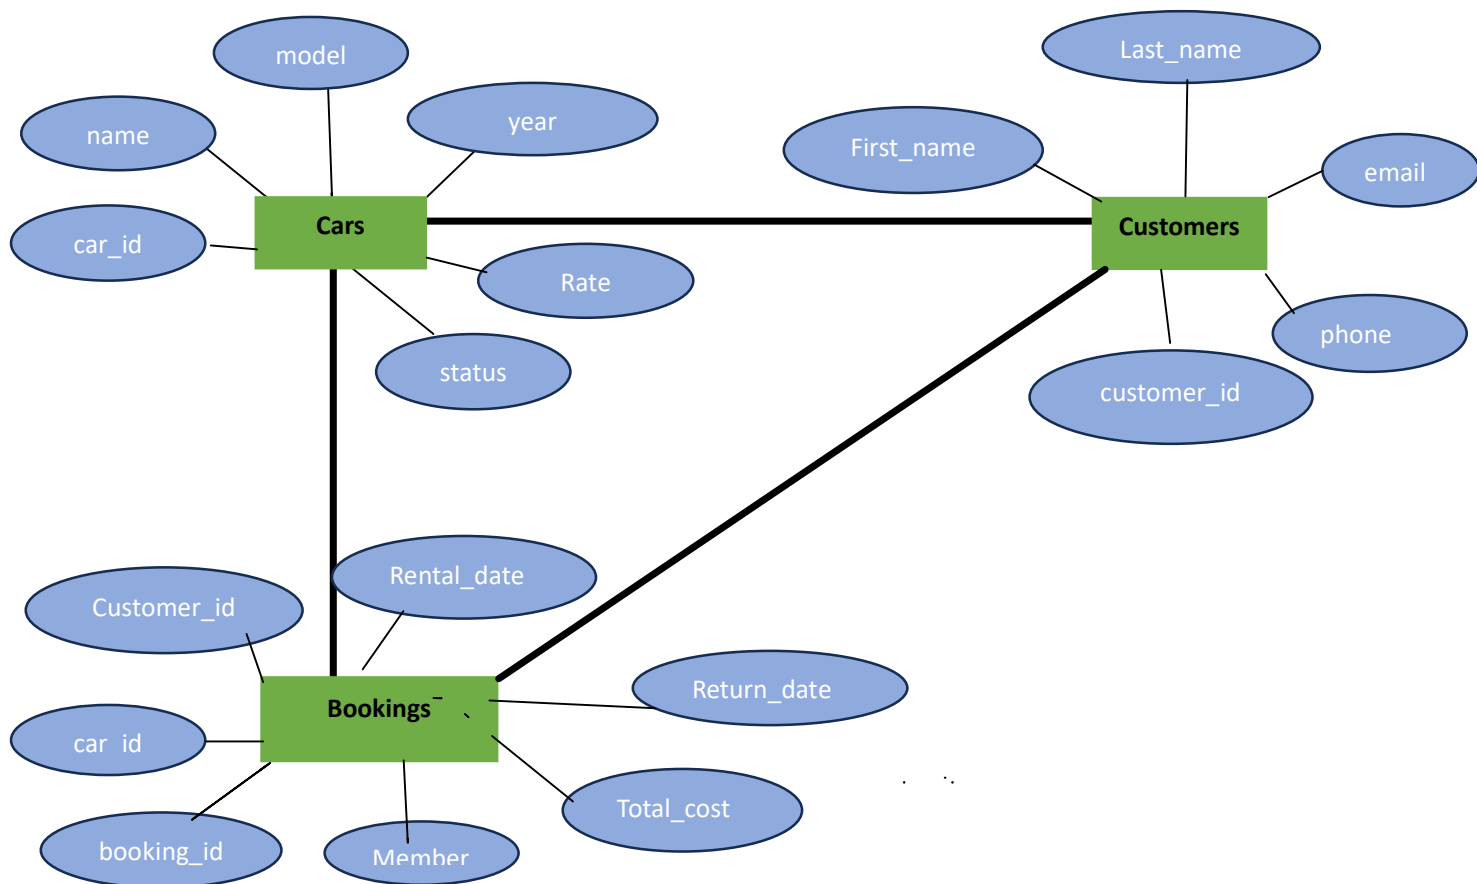 model
Last_name
year
name
First_name
email
Cars
Customers
car_id
Rate
phone
status
customer_id
Rental_date
Customer_id
Return_date
Bookings
car_id
Total_cost
booking_id
Member